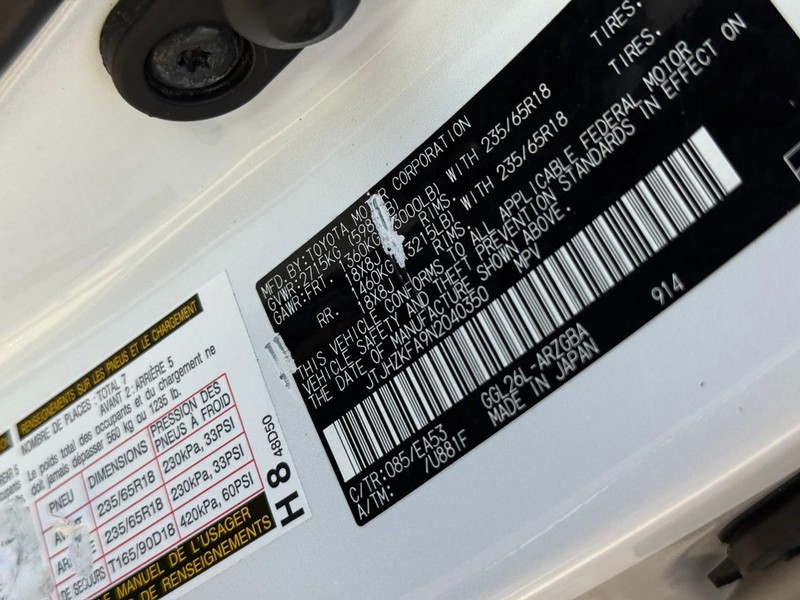 MFD BY:TOYOTA MOTOR CORPORATION
GVWR:2715KG
GAWR:FRT. 1360KG 3000LB) WITH 235/65R18 TIRES.
18X8J RIMS.
RR. 1460KG 3215LB) WITH 235/65R18 TIRES.
18X8J RIMS.
THIS VEHICLE CONFORMS TO ALL APPLICABLE FEDERAL MOTOR
VEHICLE SAFETY AND THEFT PREVENTION STANDARDS IN EFFECT ON
THE DATE OF MANUFACTURE SHOWN ABOVE.
JTJHZKFA9N2040350 MPV
914
C/TR:085/EA53 GGL26L-ARZGBA
A/TM: /U881F MADE IN JAPAN
RENSEIGNEMENTS SUR LES PNEUS ET LE CHARGEMENT
NOMBRE DE PLACES : TOTAL 7
AVANT 2 : ARRIÈRE 5
Le poids total des occupants et du chargement ne
doit jamais dépasser 560 kg ou 1235 lb.
PNEU DIMENSIONS PRESSION DES PNEUS À FROID
235/65R18 230kPa, 33PSI
235/65R18 230kPa, 33PSI
DE SECOURS T165/90D18 420kPa, 60PSI
LE MANUEL DE L'USAGER
DE RENSEIGNEMENTS
H8
48D50